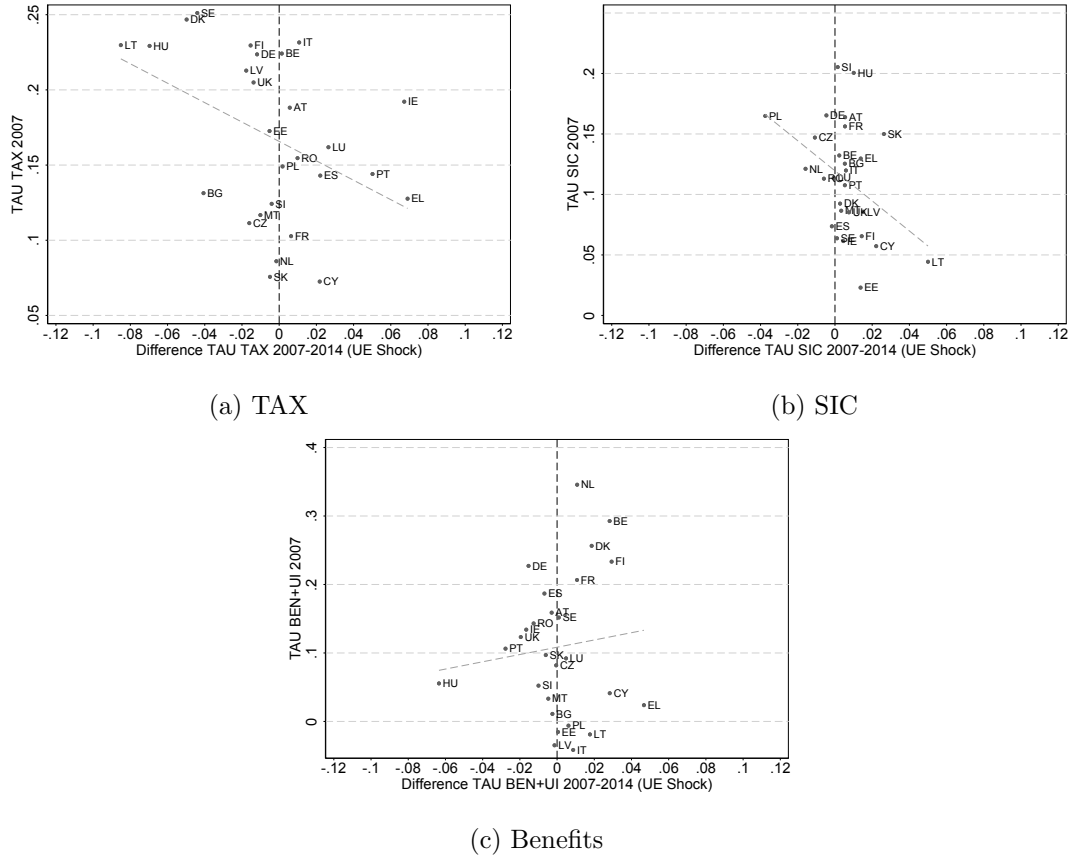 TAU TAX 2007
.05 .1 .15 .2 .25
SE
DK
LT
HU
FI
IT
DE
BE
LV
UK
IE
AT
EE
LU
RO
PL
ES
PT
BG
EL
SI
MT
CZ
FR
NL
SK
CY
-.12 -.1 -.08 -.06 -.04 -.02 0 .02 .04 .06 .08 .1 .12
Difference TAU TAX 2007-2014 (UE Shock)
(a) TAX
TAU SIC 2007
0 .05 .1 .15 .2
SI
HU
PL
DE
AT
FR
SK
CZ
BE
EL
BG
NL
IT
RO
LU
PT
DK
MT
UK
LV
ES
SE
IE
FI
CY
LT
EE
-.12 -.1 -.08 -.06 -.04 -.02 0 .02 .04 .06 .08 .1 .12
Difference TAU SIC 2007-2014 (UE Shock)
(b) SIC
TAU BEN+UI 2007
0 .1 .2 .3 .4
NL
BE
DK
FI
DE
FR
ES
AT
SE
RO
IE
UK
PT
SK
LU
CZ
HU
SI
CY
MT
EL
BG
PL
EE
LT
LV
IT
-.12 -.1 -.08 -.06 -.04 -.02 0 .02 .04 .06 .08 .1 .12
Difference TAU BEN+UI 2007-2014 (UE Shock)
(c) Benefits